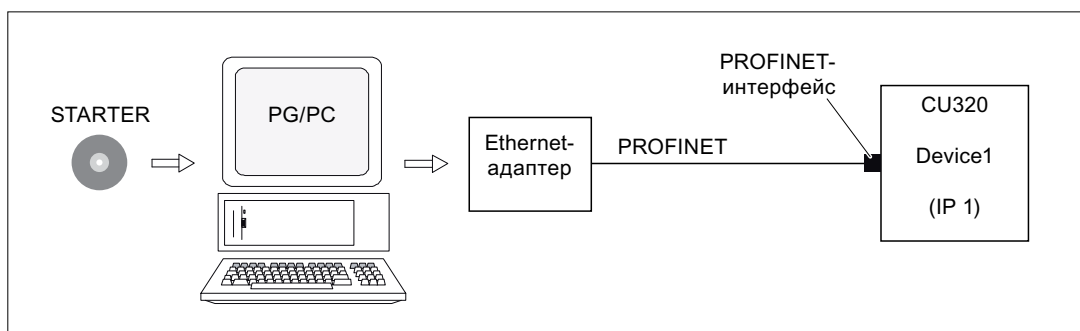 STARTER
PG/PC
Ethernet-
адаптер
PROFINET
PROFINET-
интерфейс
CU320
Device1
(IP 1)